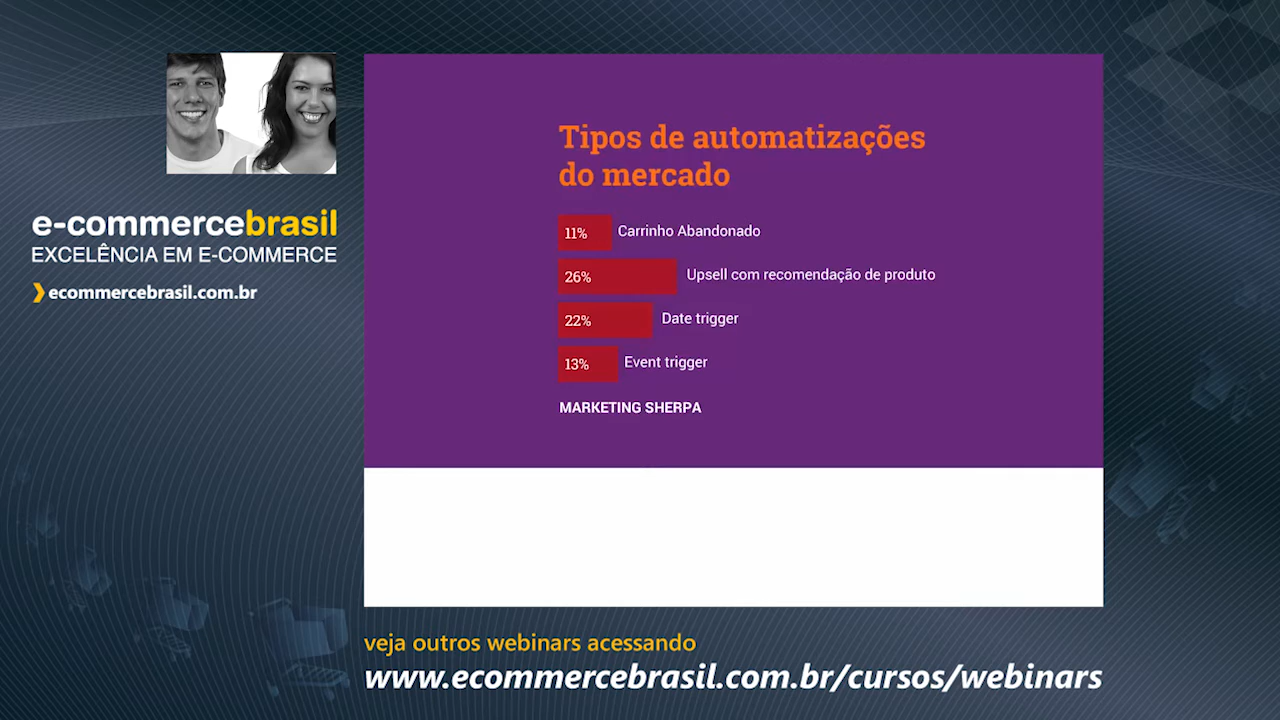 e-commercebrasil
EXCELÊNCIA EM E-COMMERCE
ecommercebrasil.com.br
Tipos de automatizações
do mercado
11% Carrinho Abandonado
26% Upsell com recomendação de produto
22% Date trigger
13% Event trigger
MARKETING SHERPA
veja outros webinars acessando
www.ecommercebrasil.com.br/cursos/webinars